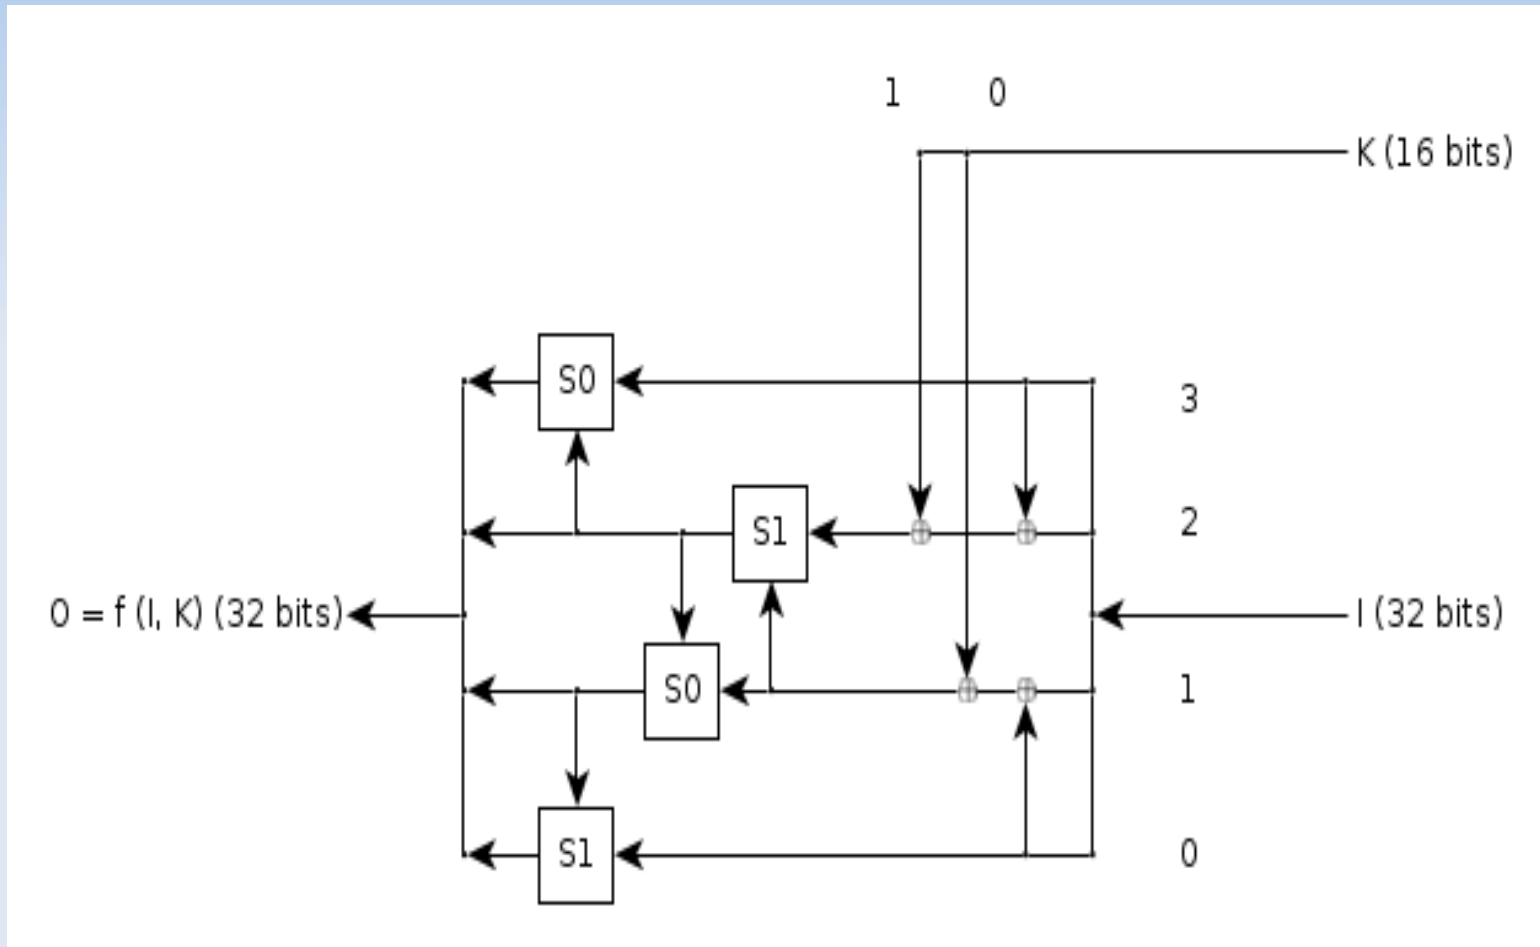 1 0
K (16 bits)
S0
3
S1
2
O = f (I, K) (32 bits)
I (32 bits)
S0
1
S1
0